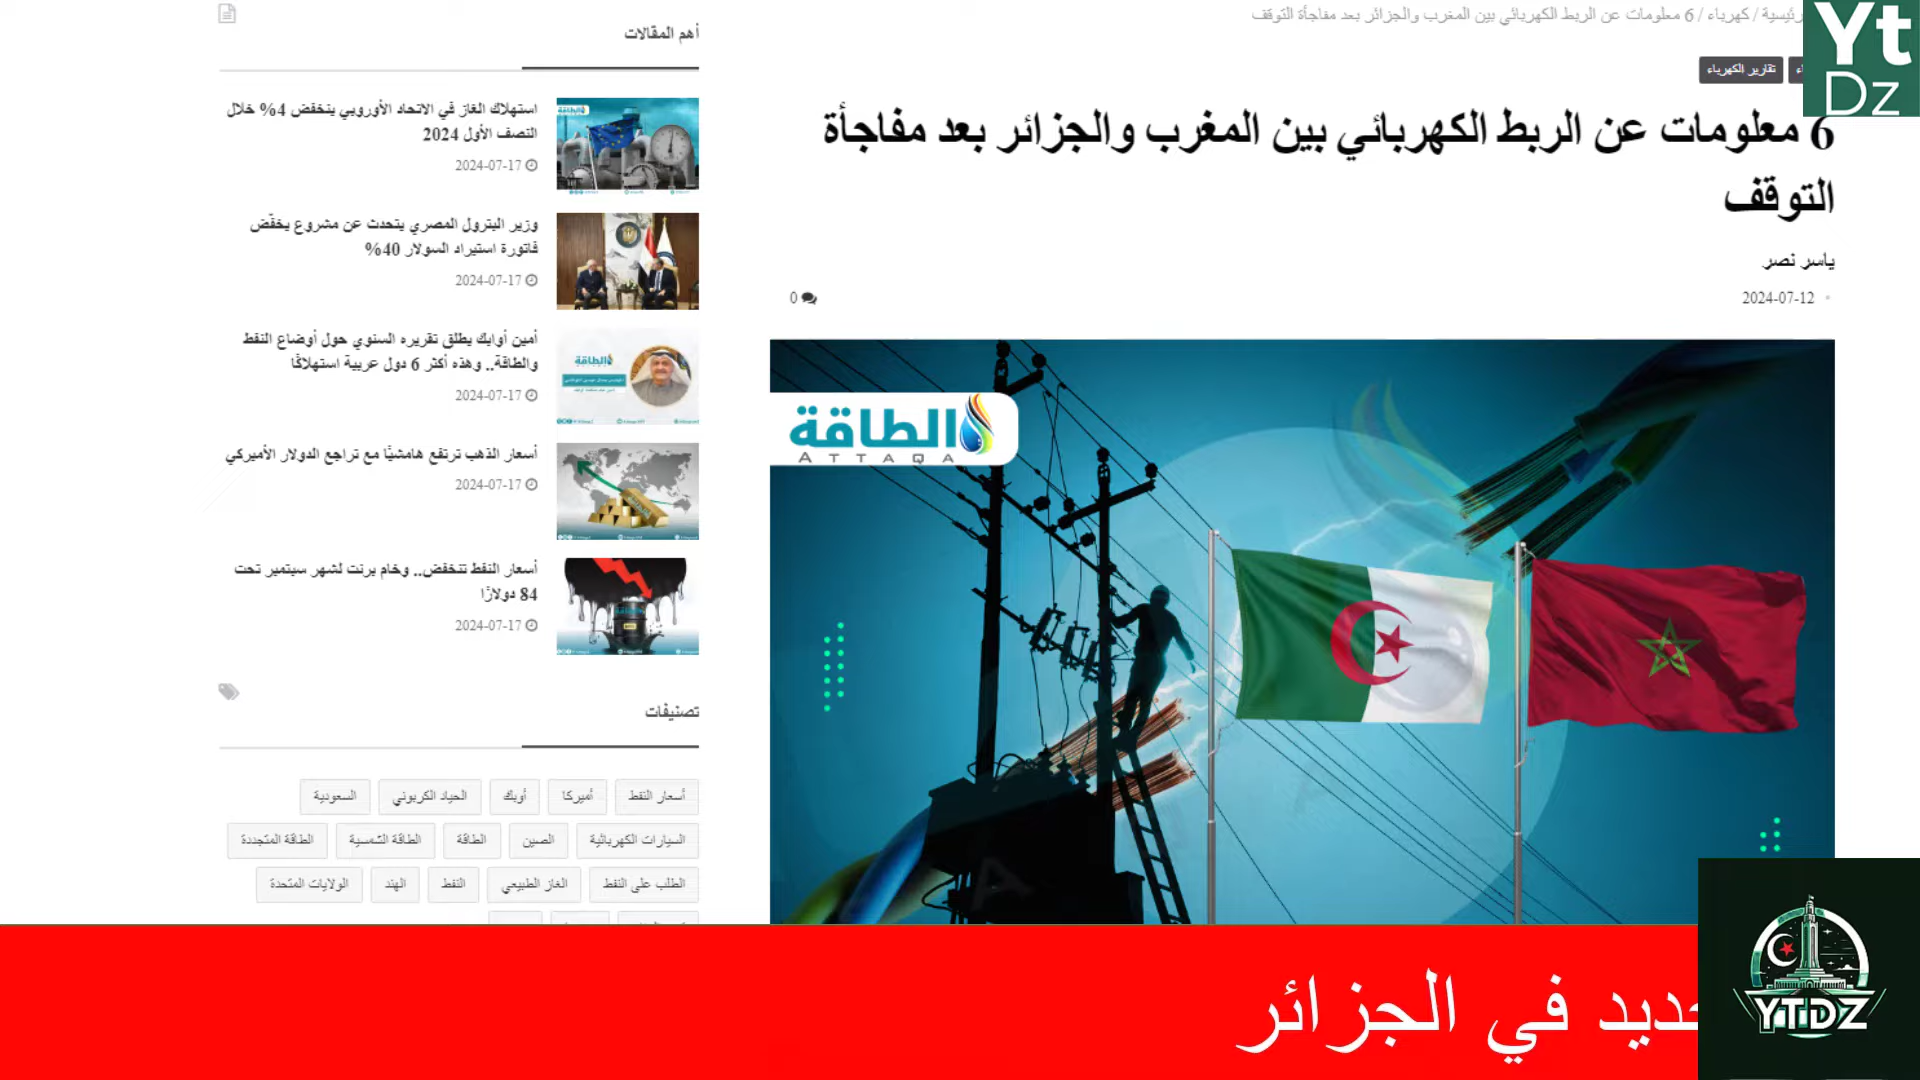 الرئيسية / كهرباء / 6 معلومات عن الربط الكهربائي بين المغرب والجزائر بعد مفاجأة التوقف
Yt
Dz
تقارير الكهرباء
6 معلومات عن الربط الكهربائي بين المغرب والجزائر بعد مفاجأة
التوقف
ياسر نصر
2024-07-12
0
الطاقة
ATTAQA
أهم المقالات
استهلاك الغاز في الاتحاد الأوروبي ينخفض 4% خلال
النصف الأول 2024
2024-07-17
وزير البترول المصري يتحدث عن مشروع يخفّض
فاتورة استيراد السولار 40%
2024-07-17
أمين أوابك يطلق تقريره السنوي حول أوضاع النفط
والطاقة.. وهذه أكثر 6 دول عربية استهلاكًا
2024-07-17
أسعار الذهب ترتفع هامشيًا مع تراجع الدولار الأميركي
2024-07-17
أسعار النفط تنخفض.. وخام برنت لشهر سبتمبر تحت
84 دولارًا
2024-07-17
تصنيفات
أسعار النفط أميركا أوبك الحياد الكربوني السعودية
السيارات الكهربائية الصين الطاقة الطاقة الشمسية الطاقة المتجددة
الطلب على النفط الغاز الطبيعي النفط الهند الولايات المتحدة
في الجزائر
YTDZ